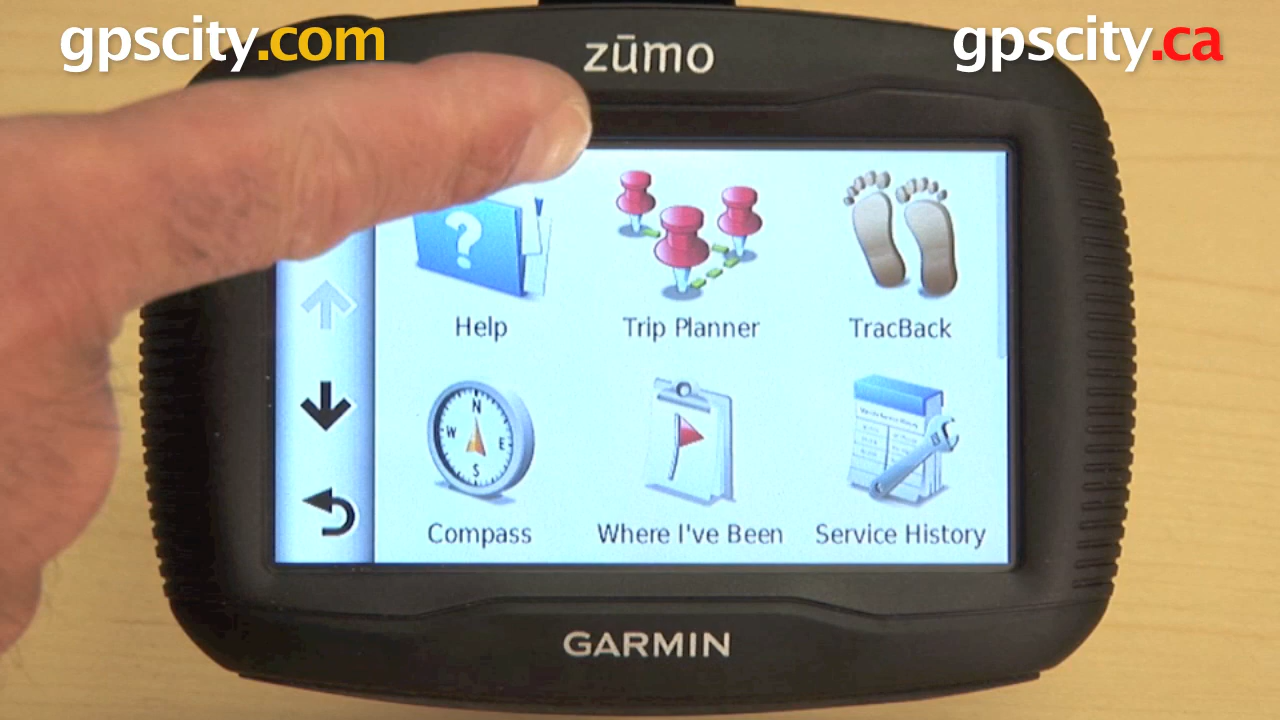 gpscity.com
zūmo
gpscity.ca
?
Help
Trip Planner
TracBack
N
W E
S
Compass
Where I've Been
Service History
GARMIN